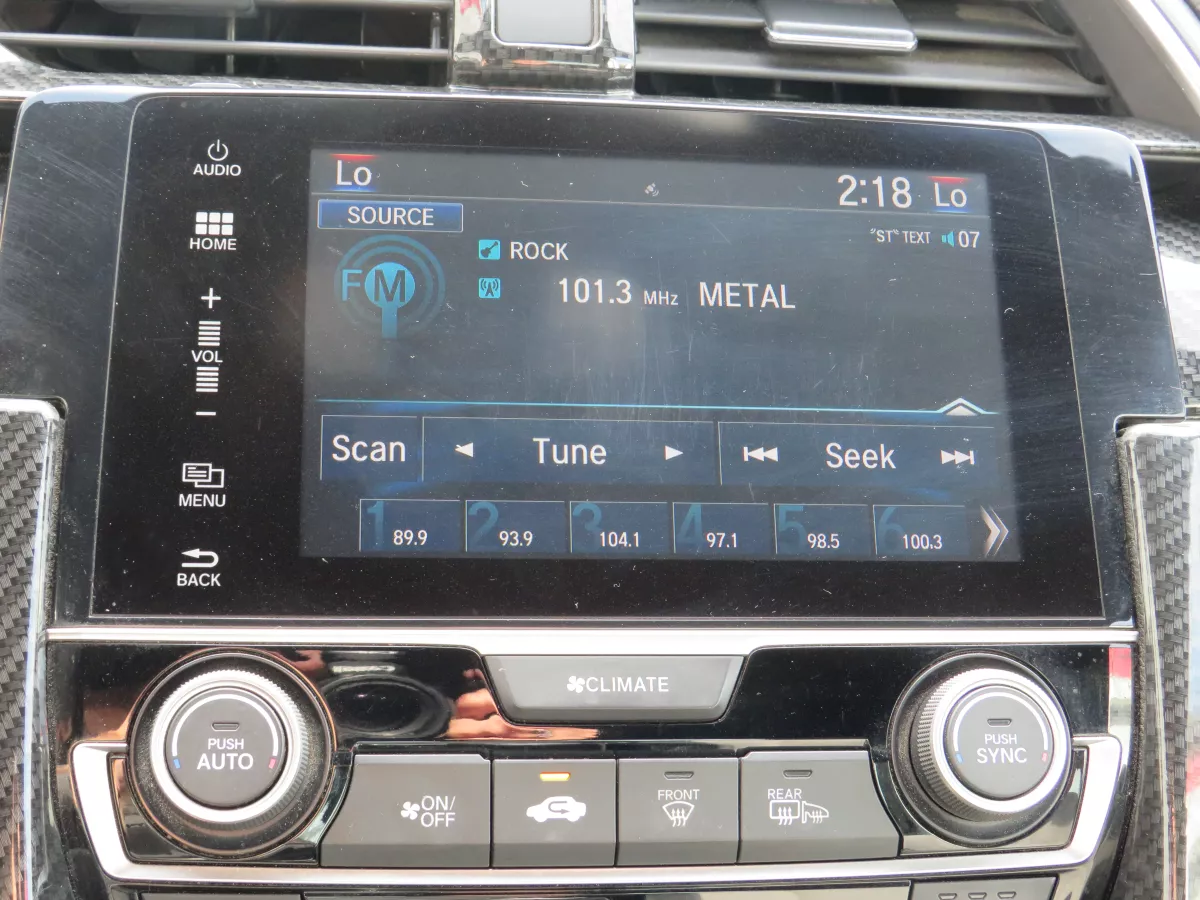 AUDIO
HOME
+
VOL
−
MENU
BACK
Lo
2:18 Lo
SOURCE
"ST" TEXT 07
FM
ROCK
101.3 MHz METAL
Scan
Tune
Seek
1 89.9
2 93.9
3 104.1
4 97.1
5 98.5
6 100.3
CLIMATE
PUSH
AUTO
ON/
OFF
FRONT
REAR
PUSH
SYNC